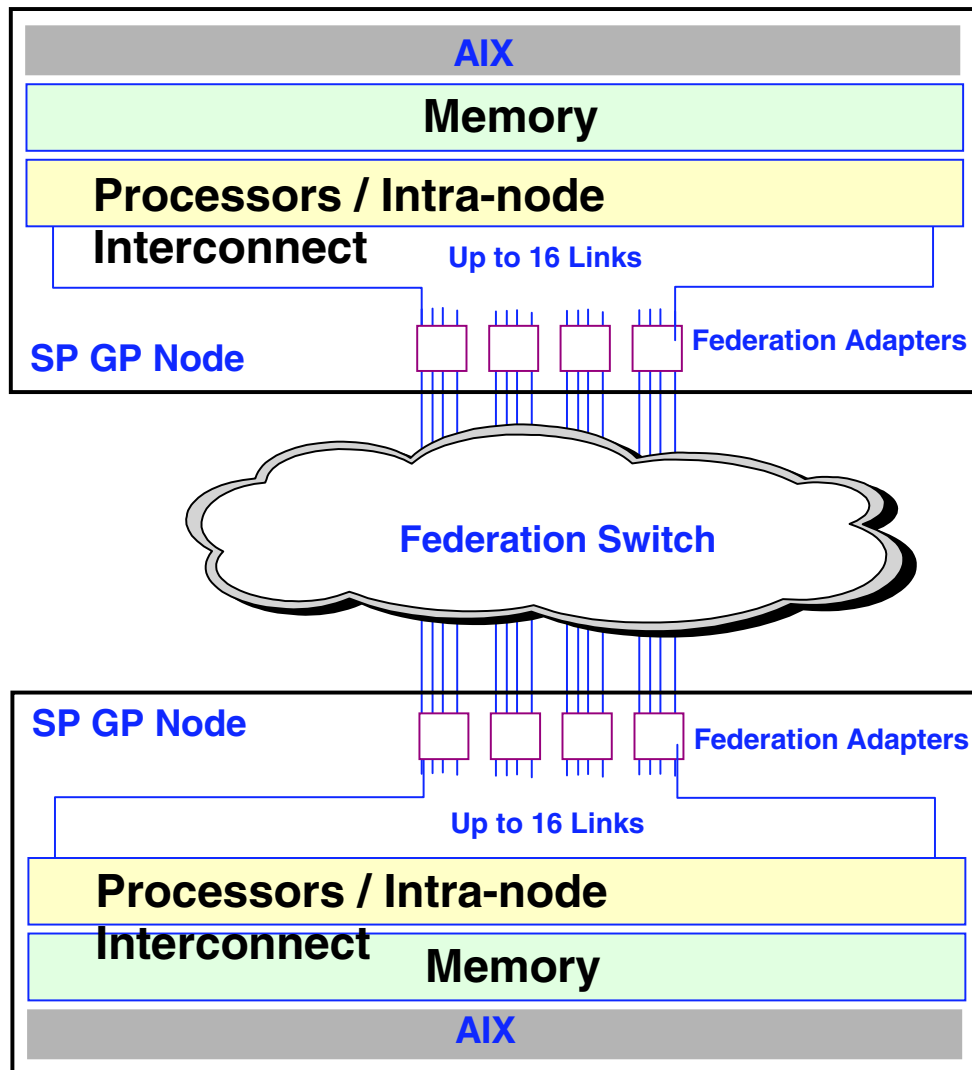 AIX
Memory
Processors / Intra-node
Interconnect
Up to 16 Links
SP GP Node
Federation Adapters
Federation Switch
SP GP Node
Federation Adapters
Up to 16 Links
Processors / Intra-node
Interconnect
Memory
AIX